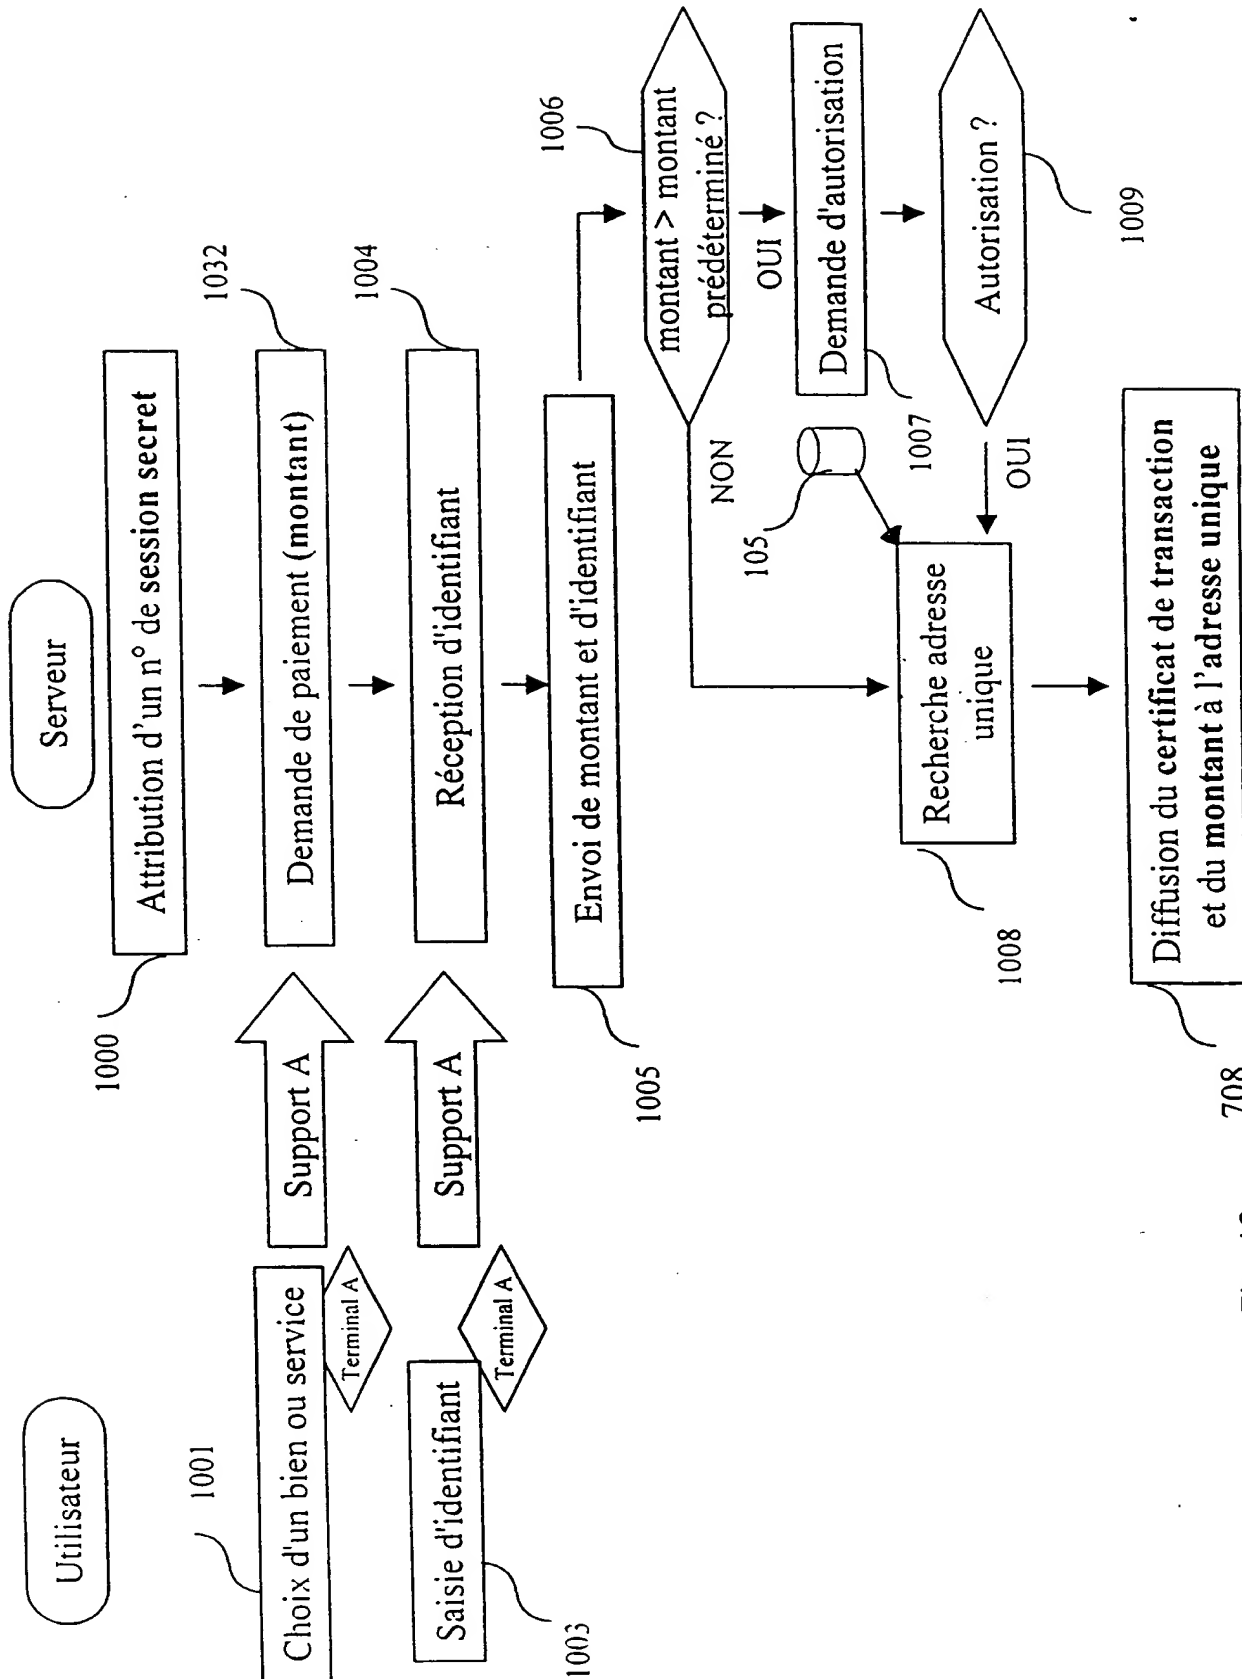 Utilisateur
Serveur
1000
Attribution d'un n° de session secret
1001
Choix d'un bien ou service
Terminal A
Support A
Demande de paiement (montant)
1032
1003
Saisie d'identifiant
Terminal A
Support A
Réception d'identifiant
1004
1005
Envoi de montant et d'identifiant
1006
montant > montant
prédéterminé ?
NON
OUI
105
1007
Demande d'autorisation
1008
Recherche adresse
unique
OUI
Autorisation ?
1009
708
Diffusion du certificat de transaction
et du montant à l'adresse unique